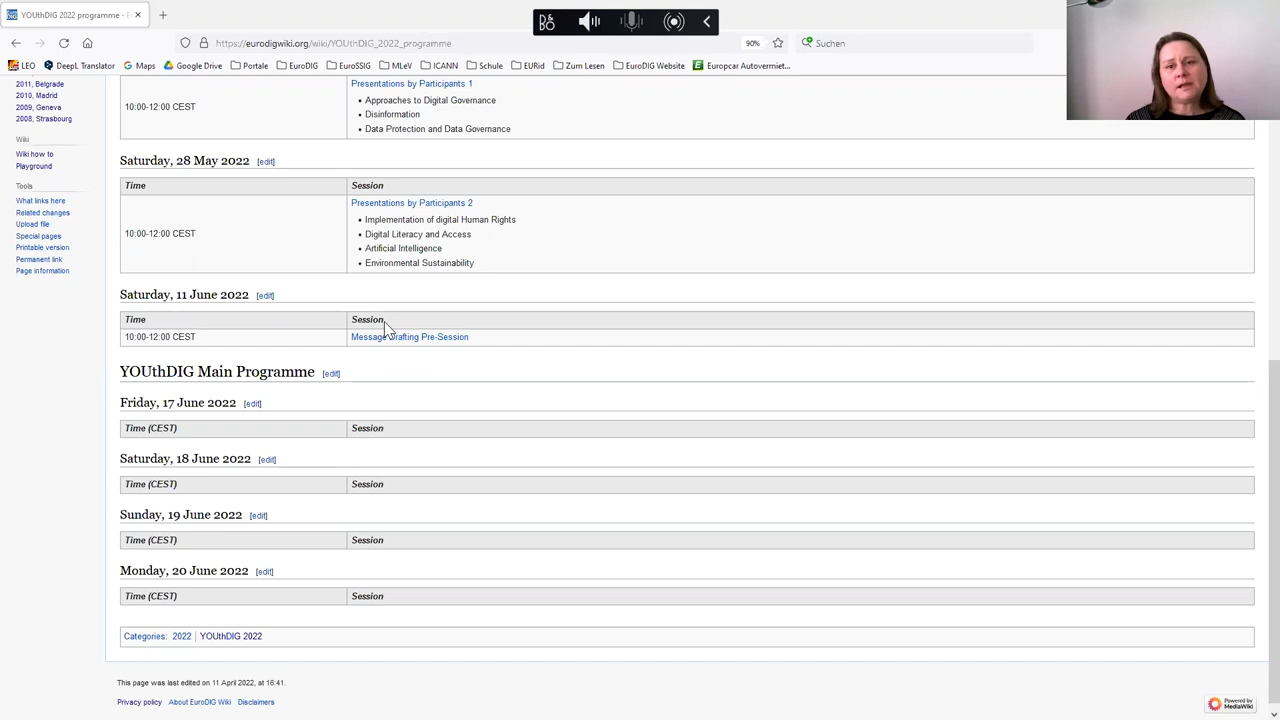 YOUthDIG 2022 programme - E
https://eurodigwiki.org/wiki/YOUthDIG_2022_programme
90%
Suchen
LEO
DeepL Translator
Maps
Google Drive
Portale
EuroDIG
EuroSSIG
MLeV
ICANN
Schule
EURid
Zum Lesen
EuroDIG Website
Europcar Autovermiet...
2011, Belgrade
2010, Madrid
2009, Geneva
2008, Strasbourg
Wiki
Wiki how to
Playground
Tools
What links here
Related changes
Upload file
Special pages
Printable version
Permanent link
Page information
Presentations by Participants 1
10:00-12:00 CEST
• Approaches to Digital Governance
• Disinformation
• Data Protection and Data Governance
Saturday, 28 May 2022 [edit]
Time Session
Presentations by Participants 2
10:00-12:00 CEST
• Implementation of digital Human Rights
• Digital Literacy and Access
• Artificial Intelligence
• Environmental Sustainability
Saturday, 11 June 2022 [edit]
Time Session
10:00-12:00 CEST Message Drafting Pre-Session
YOUthDIG Main Programme [edit]
Friday, 17 June 2022 [edit]
Time (CEST) Session
Saturday, 18 June 2022 [edit]
Time (CEST) Session
Sunday, 19 June 2022 [edit]
Time (CEST) Session
Monday, 20 June 2022 [edit]
Time (CEST) Session
Categories: 2022 | YOUthDIG 2022
This page was last edited on 11 April 2022, at 16:41.
Privacy policy About EuroDIG Wiki Disclaimers
Powered by
MediaWiki